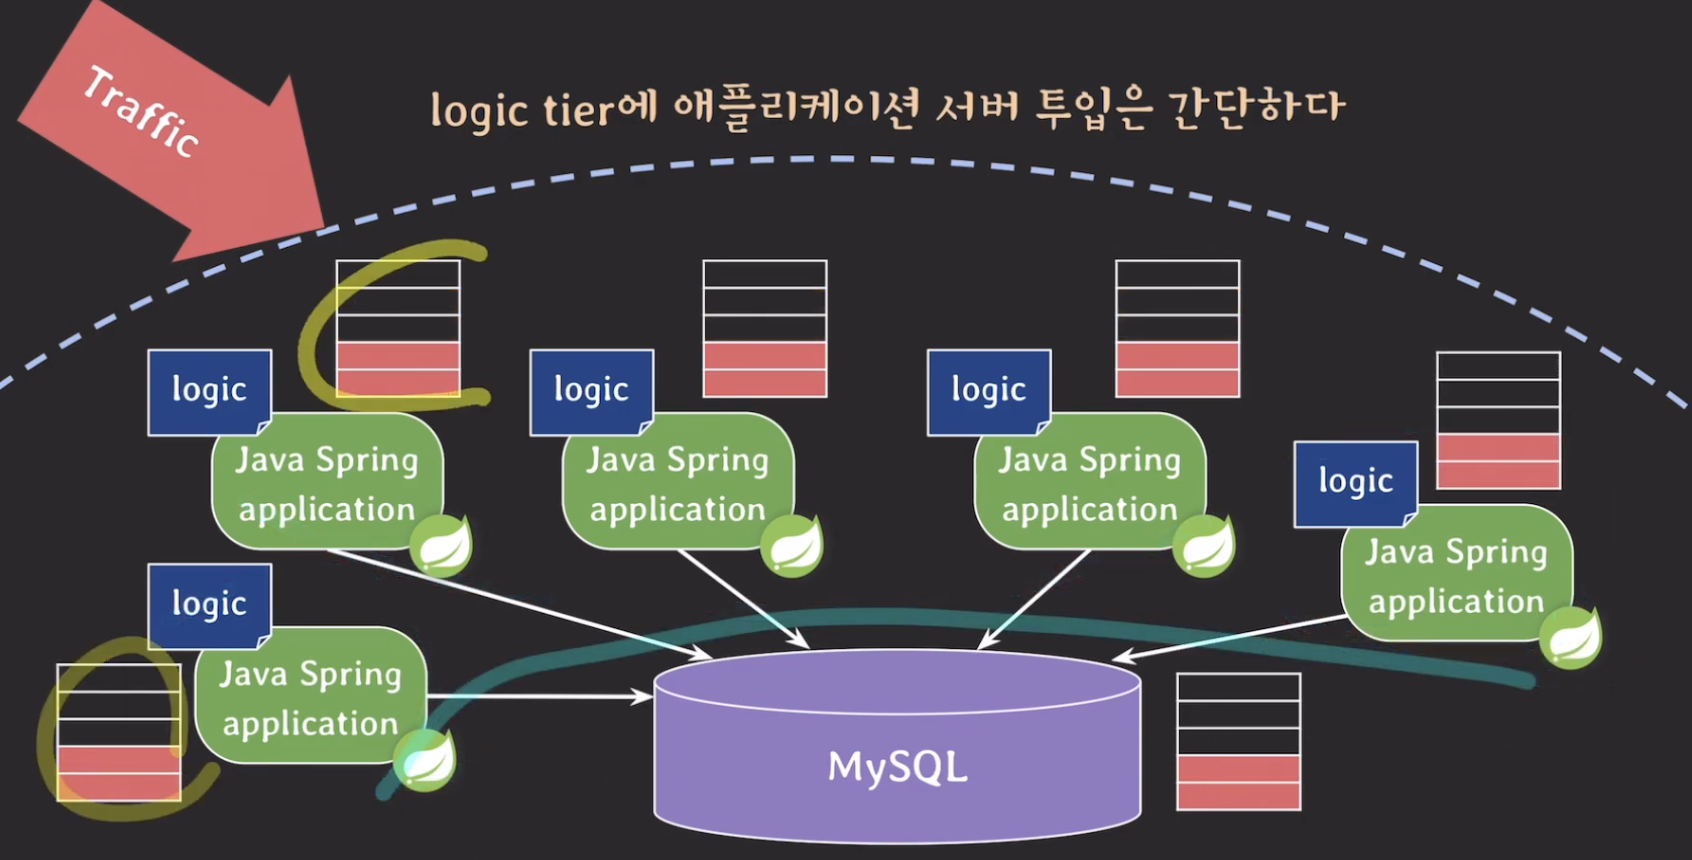 Traffic
logic tier에 애플리케이션 서버 투입은 간단하다
logic
Java Spring
application
logic
Java Spring
application
logic
Java Spring
application
logic
Java Spring
application
logic
Java Spring
application
MySQL